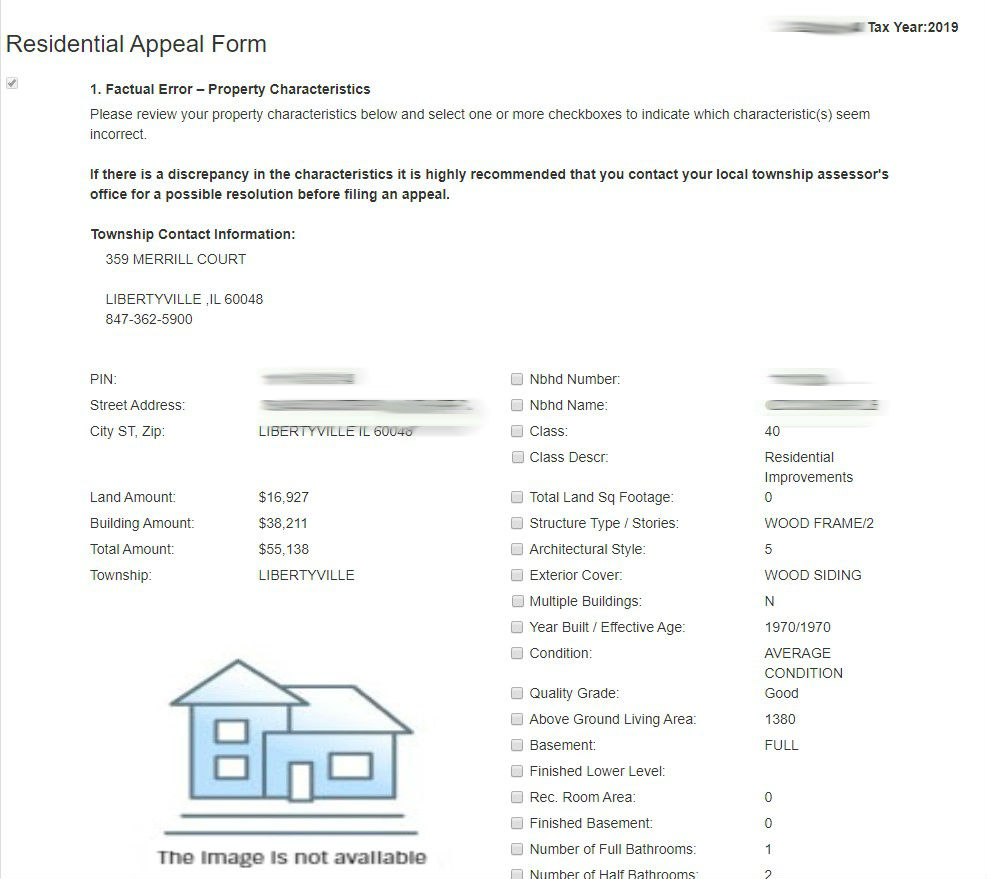 Tax Year:2019
Residential Appeal Form
1. Factual Error – Property Characteristics
Please review your property characteristics below and select one or more checkboxes to indicate which characteristic(s) seem
incorrect.
If there is a discrepancy in the characteristics it is highly recommended that you contact your local township assessor's
office for a possible resolution before filing an appeal.
Township Contact Information:
359 MERRILL COURT
LIBERTYVILLE ,IL 60048
847-362-5900
PIN:
Street Address:
City ST, Zip: LIBERTYVILLE IL 60048
Land Amount: $16,927
Building Amount: $38,211
Total Amount: $55,138
Township: LIBERTYVILLE
The Image Is not available
Nbhd Number:
Nbhd Name:
Class: 40
Class Descr: Residential
Improvements
Total Land Sq Footage: 0
Structure Type / Stories: WOOD FRAME/2
Architectural Style: 5
Exterior Cover: WOOD SIDING
Multiple Buildings: N
Year Built / Effective Age: 1970/1970
Condition: AVERAGE
CONDITION
Quality Grade: Good
Above Ground Living Area: 1380
Basement: FULL
Finished Lower Level:
Rec. Room Area: 0
Finished Basement: 0
Number of Full Bathrooms: 1
Number of Half Bathrooms: 2